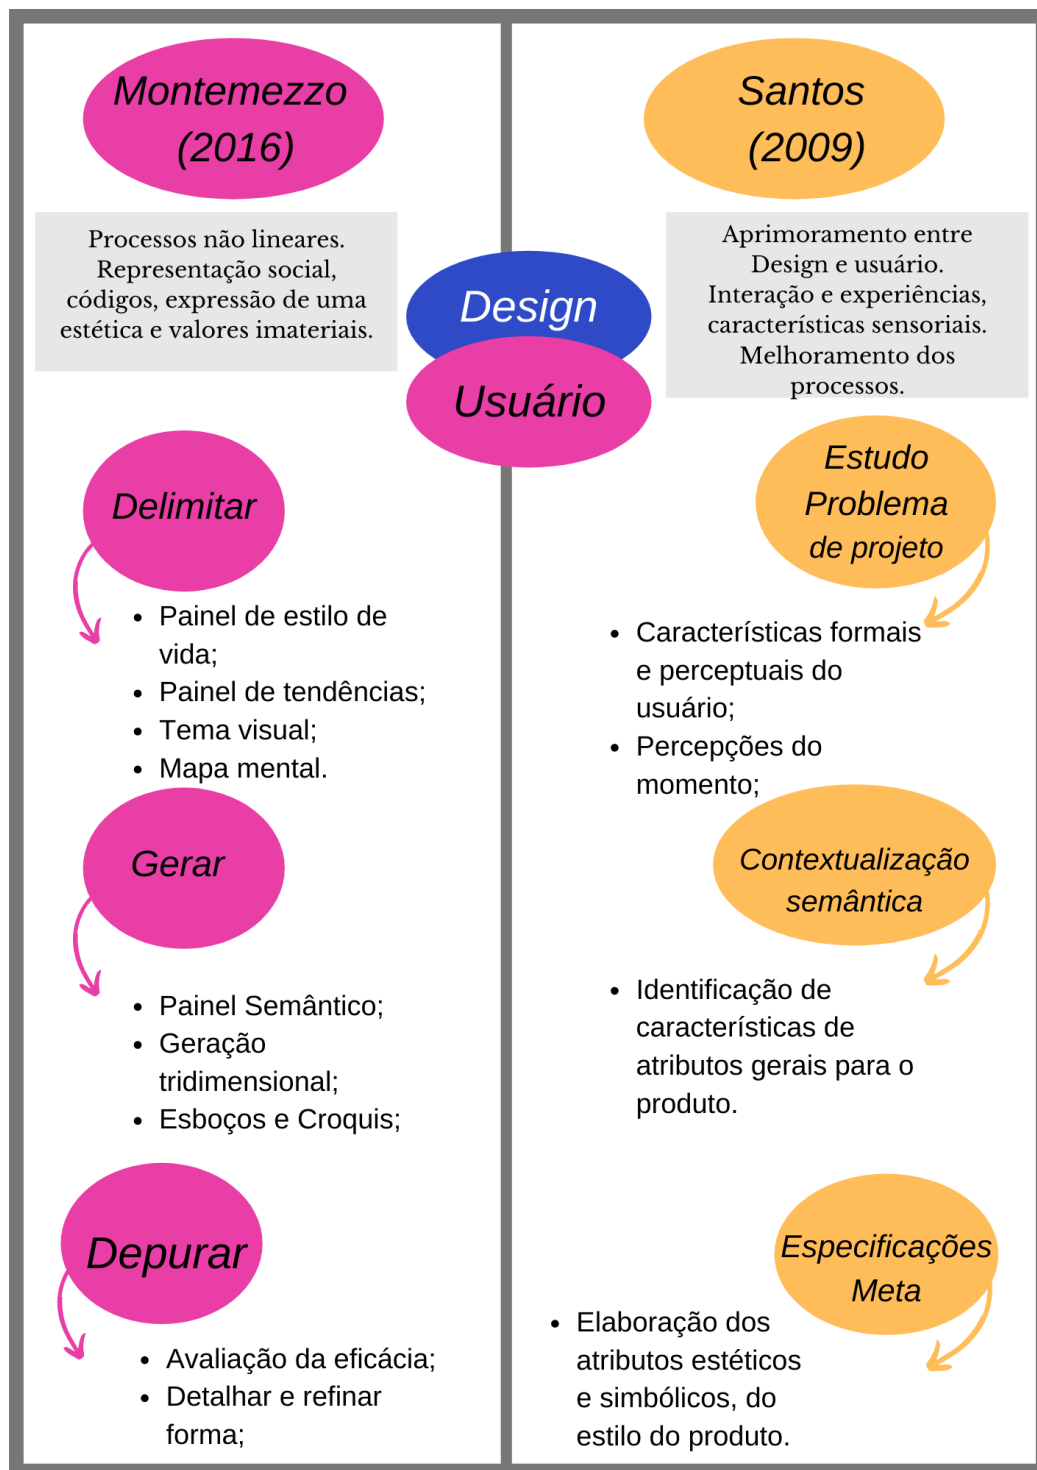 Montemezzo
(2016)
Processos não lineares.
Representação social,
códigos, expressão de uma
estética e valores imateriais.
Santos
(2009)
Aprimoramento entre
Design e usuário.
Interação e experiências,
características sensoriais.
Melhoramento dos
processos.
Design
Usuário
Delimitar
• Painel de estilo de
vida;
• Painel de tendências;
• Tema visual;
• Mapa mental.
Gerar
• Painel Semântico;
• Geração
tridimensional;
• Esboços e Croquis;
Depurar
• Avaliação da eficácia;
• Detalhar e refinar
forma;
Estudo
Problema
de projeto
• Características formais
e perceptuais do
usuário;
• Percepções do
momento;
Contextualização
semântica
• Identificação de
características de
atributos gerais para o
produto.
Especificações
Meta
• Elaboração dos
atributos estéticos
e simbólicos, do
estilo do produto.